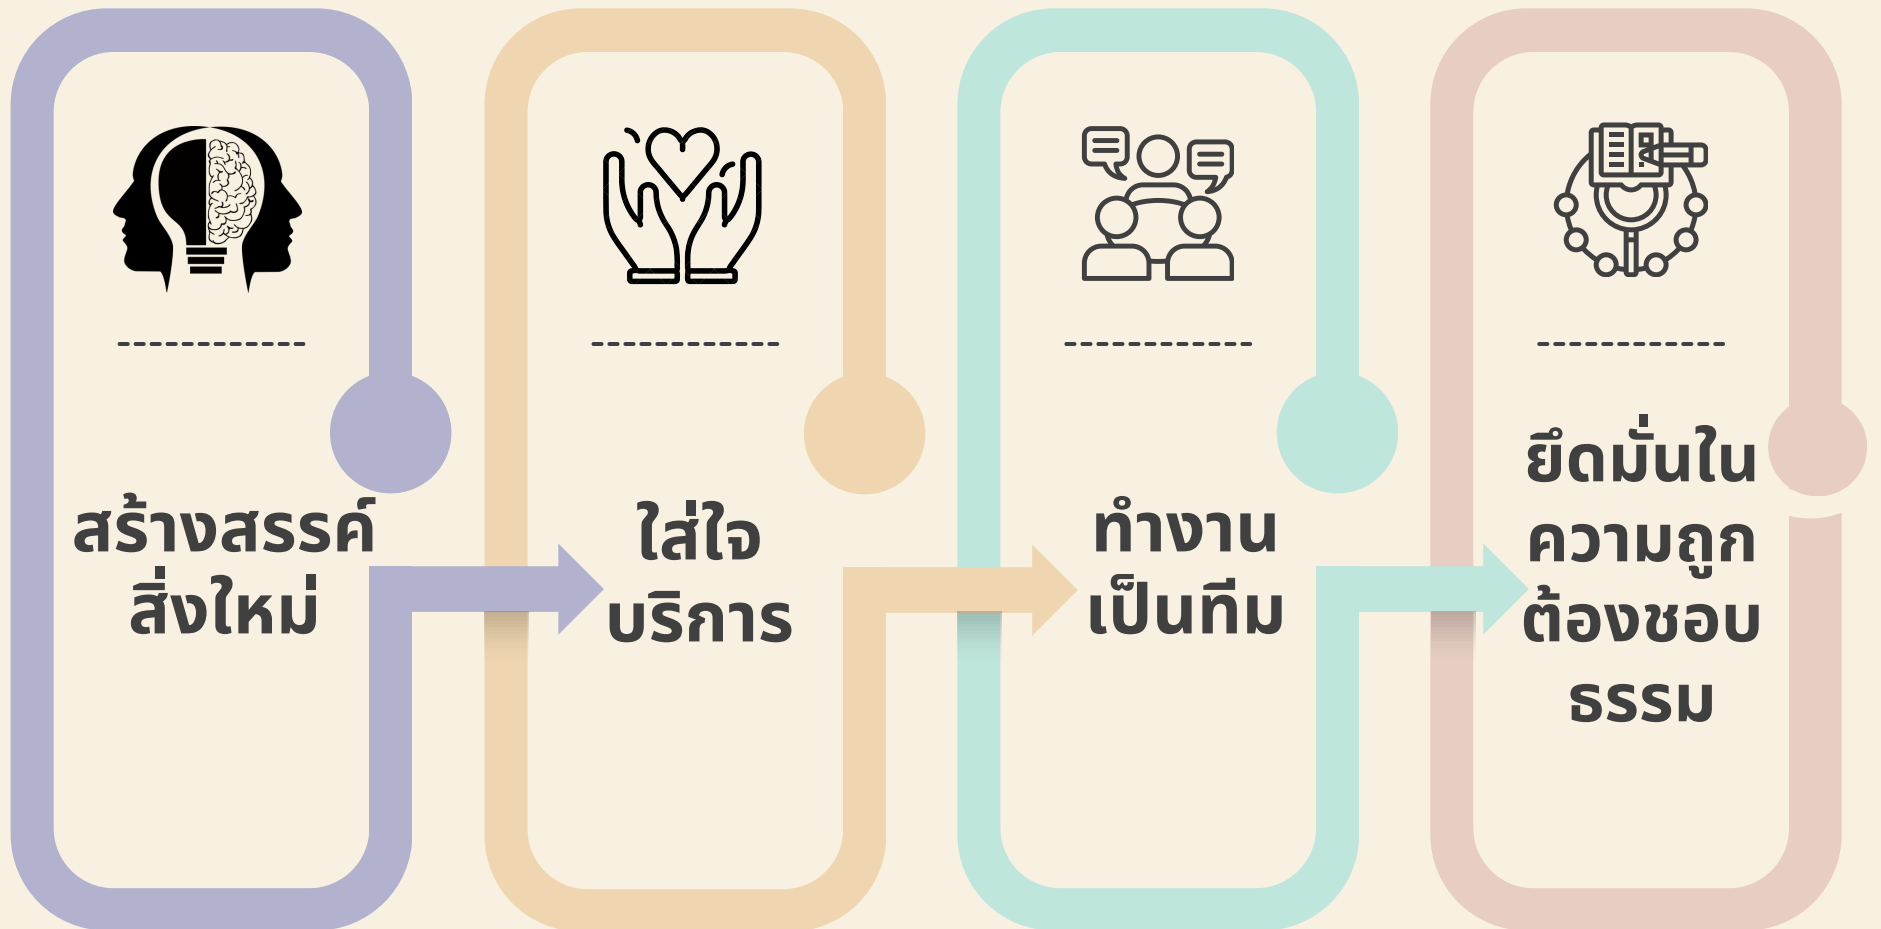 สร้างสรรค์
สิ่งใหม่
ใส่ใจ
บริการ
ทำงาน
เป็นทีม
ยึดมั่นใน
ความถูก
ต้องชอบ
ธรรม